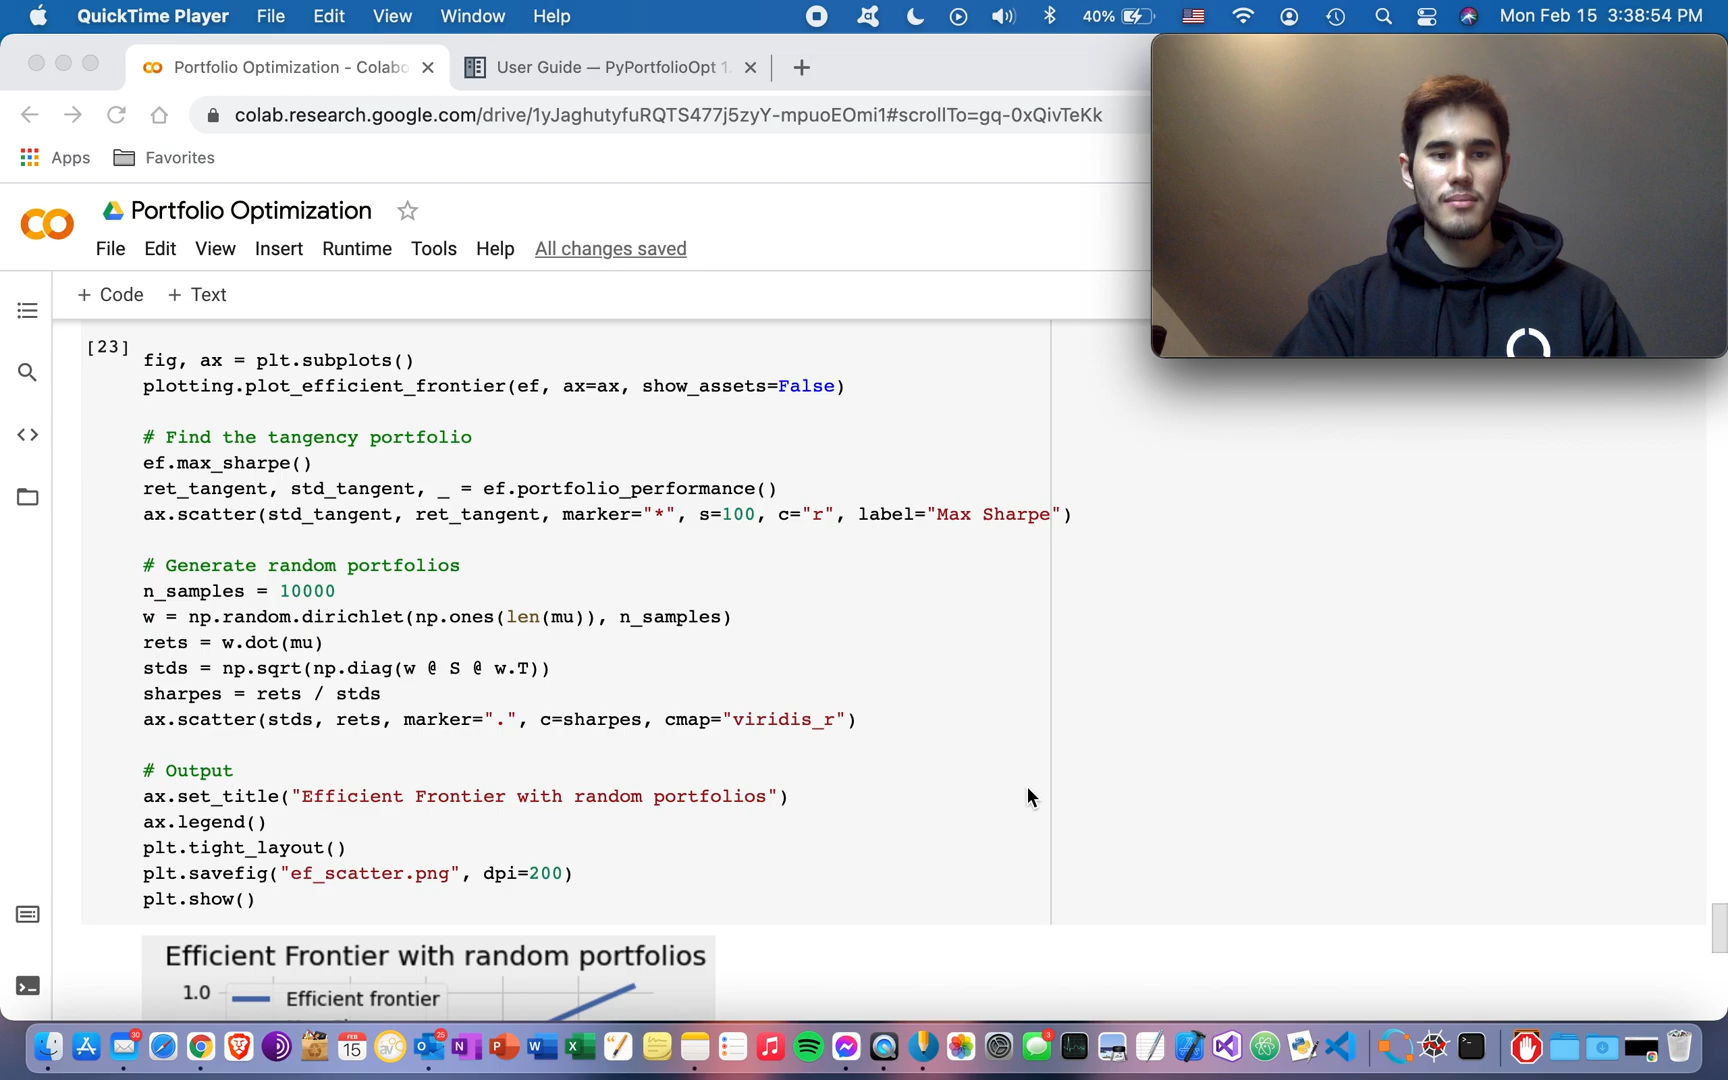 QuickTime Player File Edit View Window Help 40% Mon Feb 15 3:38:54 PM
Portfolio Optimization - Colabo User Guide — PyPortfolioOpt 1.
colab.research.google.com/drive/1yJaghutyfuRQTS477j5zyY-mpuoEOmi1#scrollTo=gq-0xQivTeKk
Apps Favorites
Portfolio Optimization
File Edit View Insert Runtime Tools Help All changes saved
+ Code + Text
[23]
fig, ax = plt.subplots()
plotting.plot_efficient_frontier(ef, ax=ax, show_assets=False)
# Find the tangency portfolio
ef.max_sharpe()
ret_tangent, std_tangent, _ = ef.portfolio_performance()
ax.scatter(std_tangent, ret_tangent, marker="*", s=100, c="r", label="Max Sharpe")
# Generate random portfolios
n_samples = 10000
w = np.random.dirichlet(np.ones(len(mu)), n_samples)
rets = w.dot(mu)
stds = np.sqrt(np.diag(w @ S @ w.T))
sharpes = rets / stds
ax.scatter(stds, rets, marker=".", c=sharpes, cmap="viridis_r")
# Output
ax.set_title("Efficient Frontier with random portfolios")
ax.legend()
plt.tight_layout()
plt.savefig("ef_scatter.png", dpi=200)
plt.show()
Efficient Frontier with random portfolios
1.0 Efficient frontier
30 FEB 15 25 3